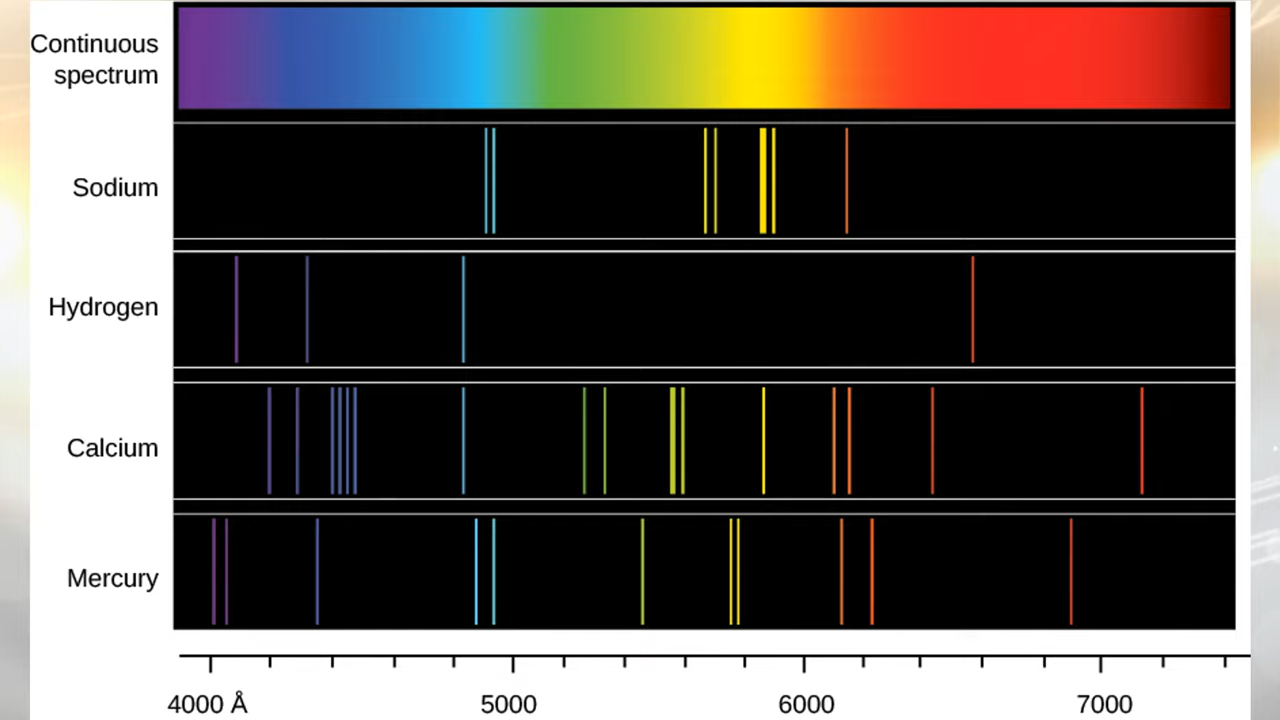 Continuous
spectrum
Sodium
Hydrogen
Calcium
Mercury
4000 Å 5000 6000 7000